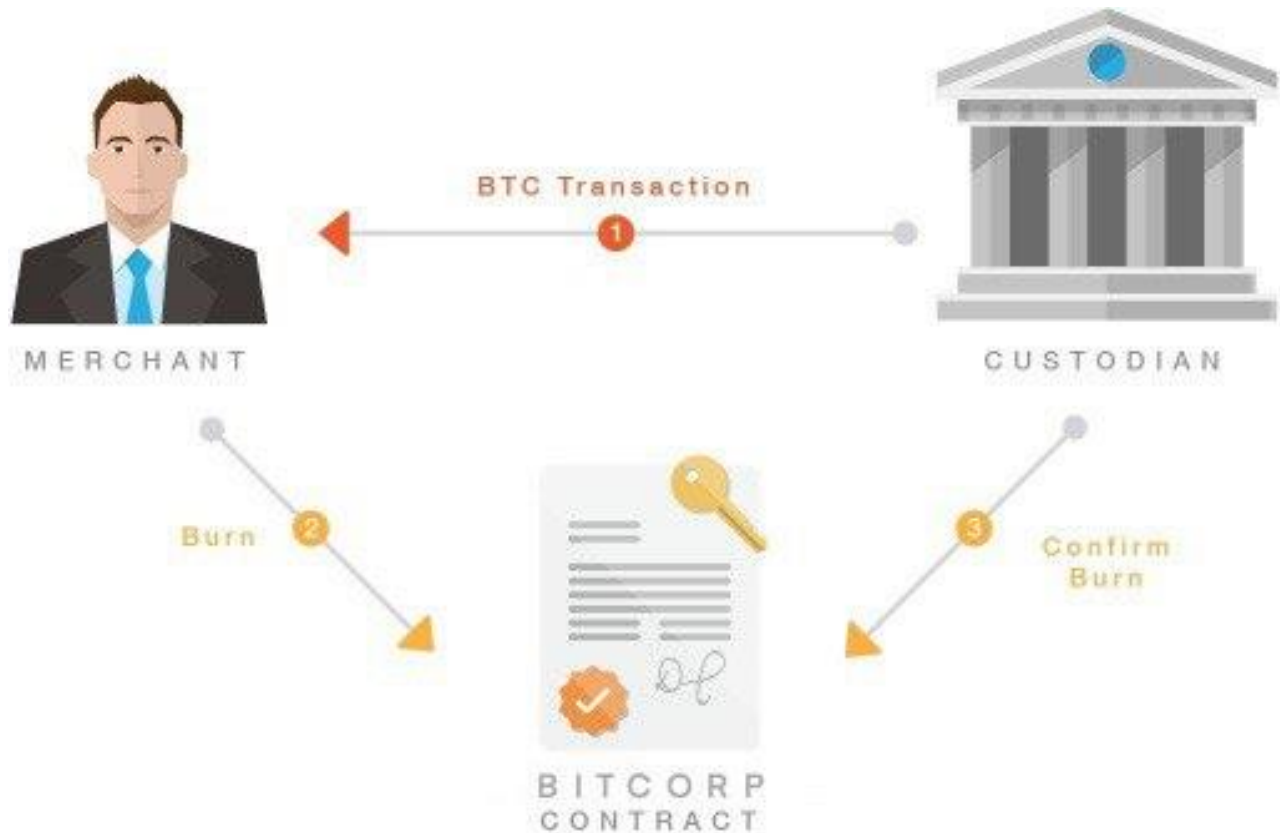 BTC Transaction
1
MERCHANT
CUSTODIAN
Burn
2
3
Confirm
Burn
BITCORP
CONTRACT